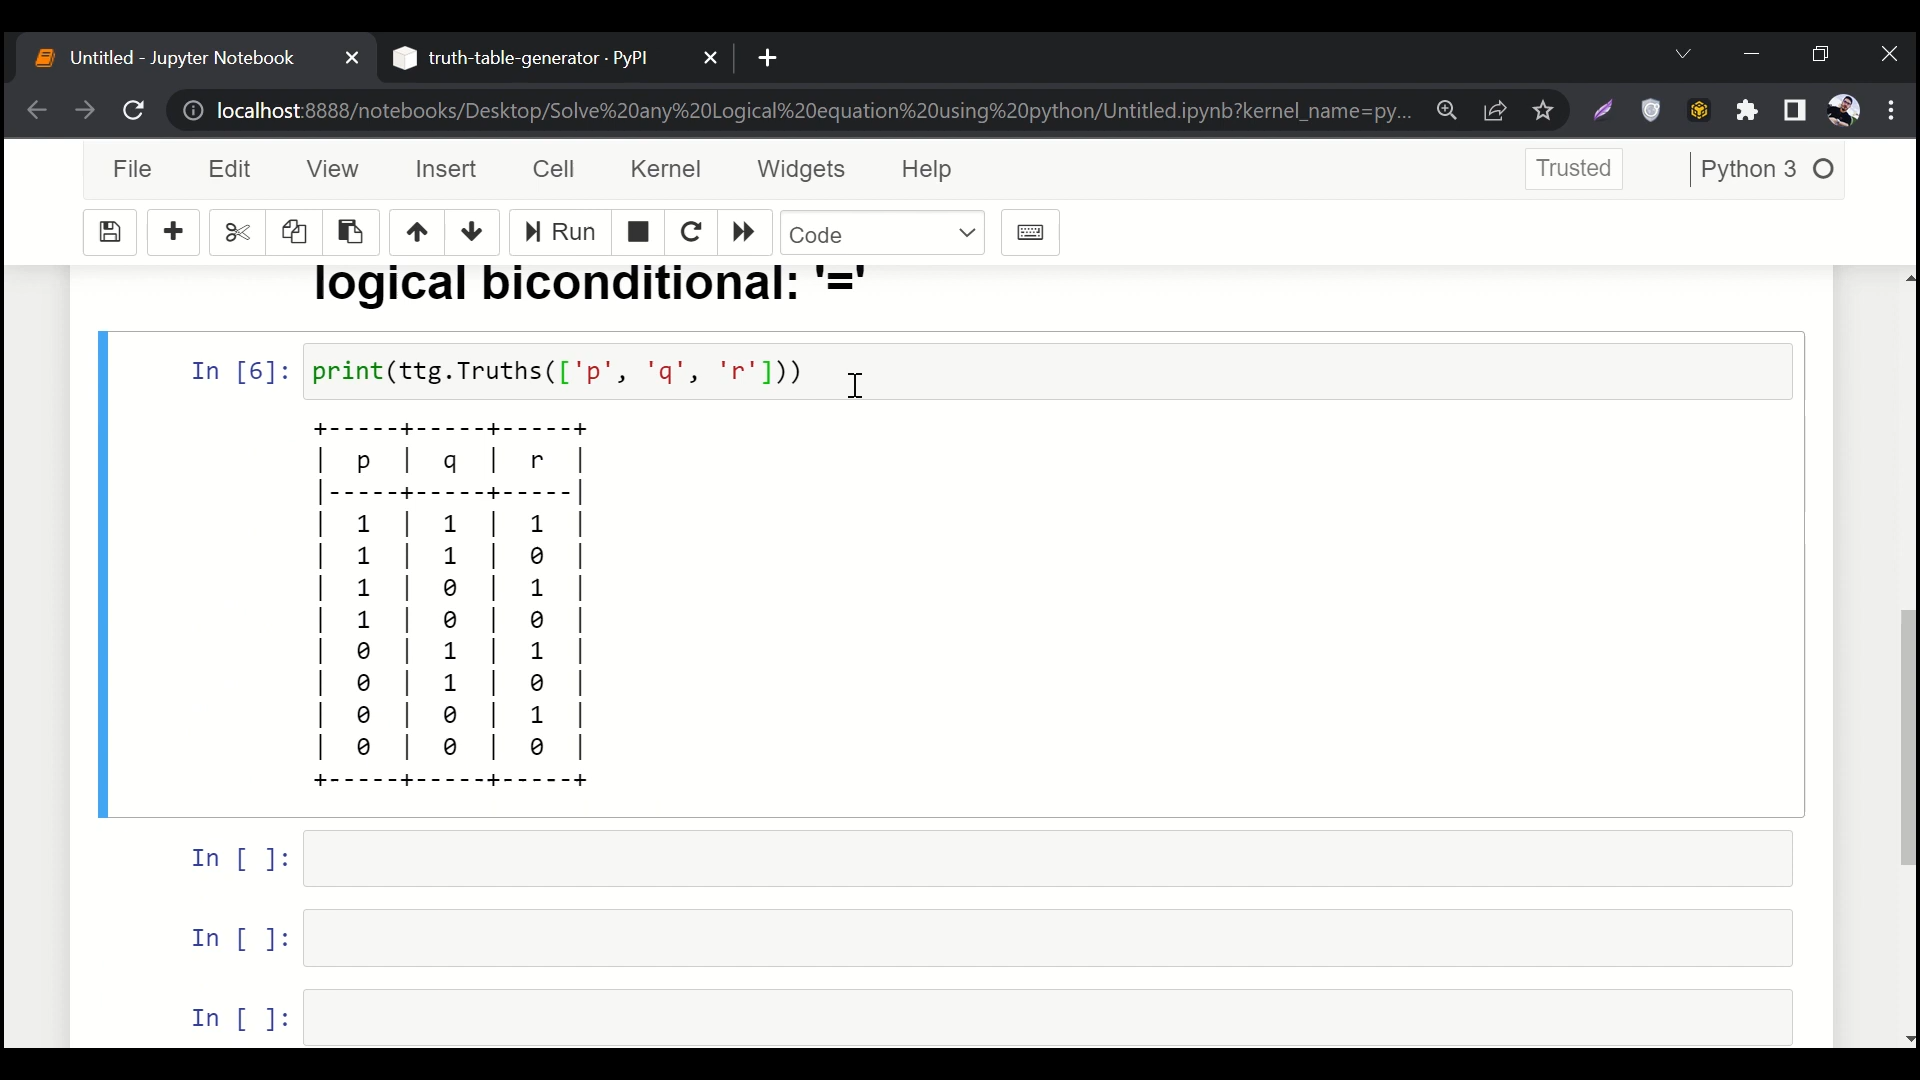 Untitled - Jupyter Notebook
truth-table-generator · PyPI
localhost:8888/notebooks/Desktop/Solve%20any%20Logical%20equation%20using%20python/Untitled.ipynb?kernel_name=py...
File Edit View Insert Cell Kernel Widgets Help Trusted Python 3
Run Code
logical biconditional: '='
In [6]: print(ttg.Truths(['p', 'q', 'r']))
+-----+-----+-----+
|  p  |  q  |  r  |
|-----+-----+-----|
|  1  |  1  |  1  |
|  1  |  1  |  0  |
|  1  |  0  |  1  |
|  1  |  0  |  0  |
|  0  |  1  |  1  |
|  0  |  1  |  0  |
|  0  |  0  |  1  |
|  0  |  0  |  0  |
+-----+-----+-----+
In [ ]:
In [ ]:
In [ ]: